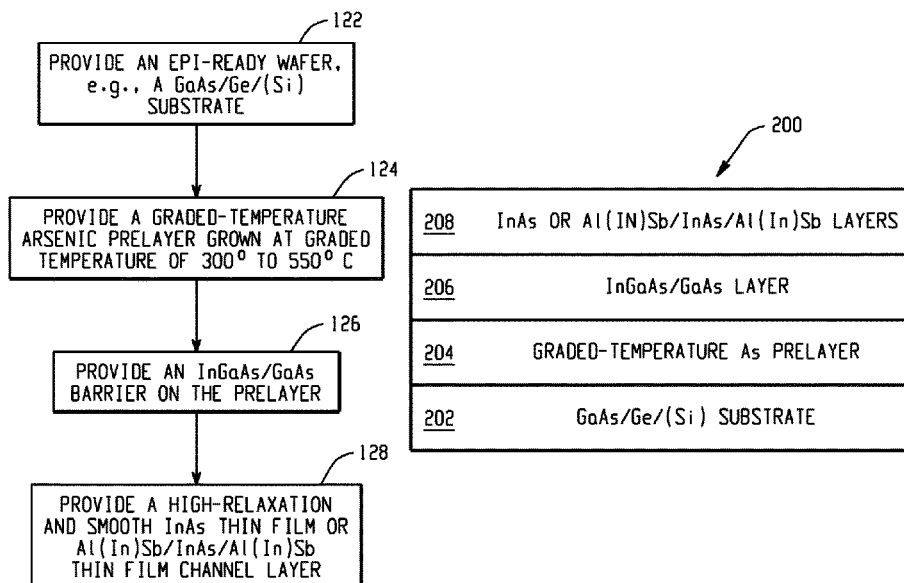 122
PROVIDE AN EPI-READY WAFER,
e.g., A GaAs/Ge/(Si)
SUBSTRATE
124
PROVIDE A GRADED-TEMPERATURE
ARSENIC PRELAYER GROWN AT GRADED
TEMPERATURE OF 300° TO 550° C
126
PROVIDE AN InGaAs/GaAs
BARRIER ON THE PRELAYER
128
PROVIDE A HIGH-RELAXATION
AND SMOOTH InAs THIN FILM OR
Al(In)Sb/InAs/Al(In)Sb
THIN FILM CHANNEL LAYER
200
208 InAs OR Al(IN)Sb/InAs/Al(In)Sb LAYERS
206 InGaAs/GaAs LAYER
204 GRADED-TEMPERATURE As PRELAYER
202 GaAs/Ge/(Si) SUBSTRATE